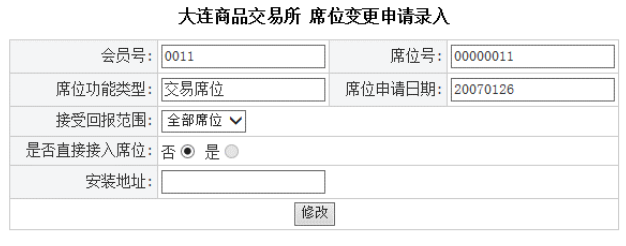 大连商品交易所 席位变更申请录入
会员号: 0011 席位号: 00000011
席位功能类型: 交易席位 席位申请日期: 20070126
接受回报范围: 全部席位
是否直接接入席位: 否 是
安装地址:
修改